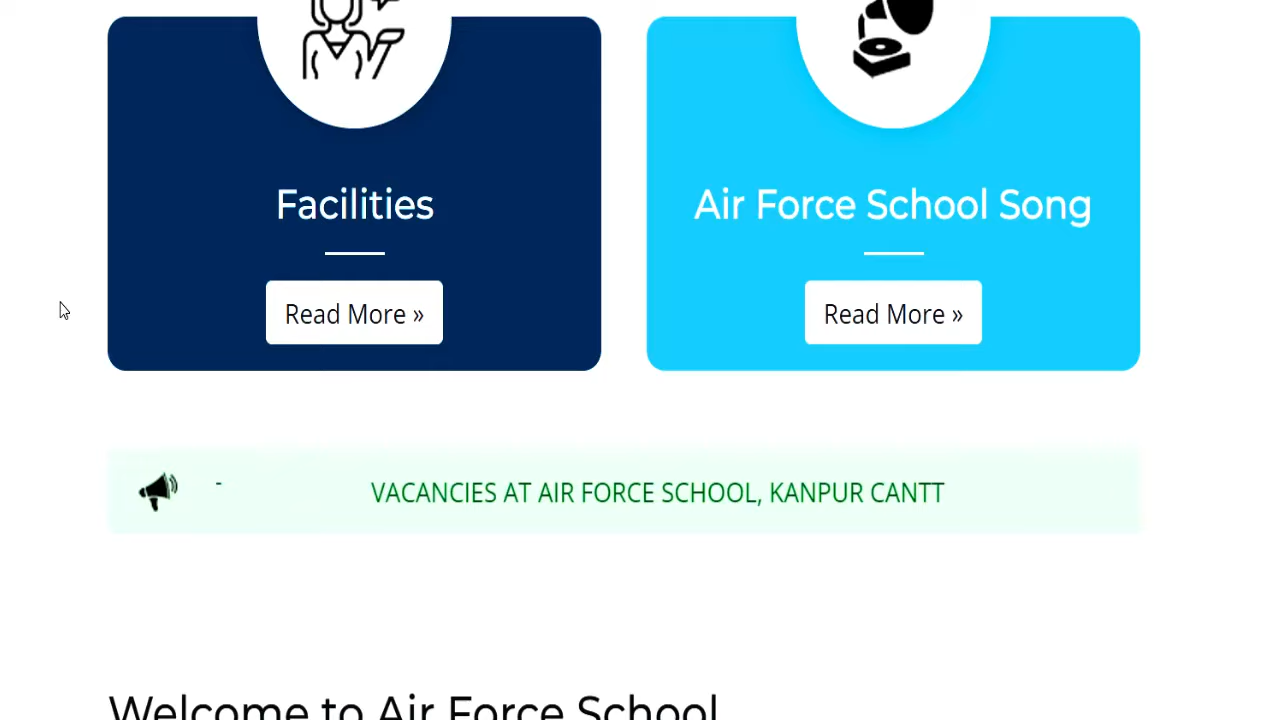 Facilities
Air Force School Song
Read More »
Read More »
-
VACANCIES AT AIR FORCE SCHOOL, KANPUR CANTT
Welcome to Air Force School